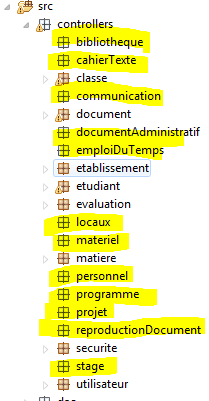 src
controllers
bibliotheque
cahierTexte
classe
communication
document
documentAdministratif
emploiDuTemps
etablissement
etudiant
evaluation
locaux
materiel
matiere
personnel
programme
projet
reproductionDocument
securite
stage
utilisateur